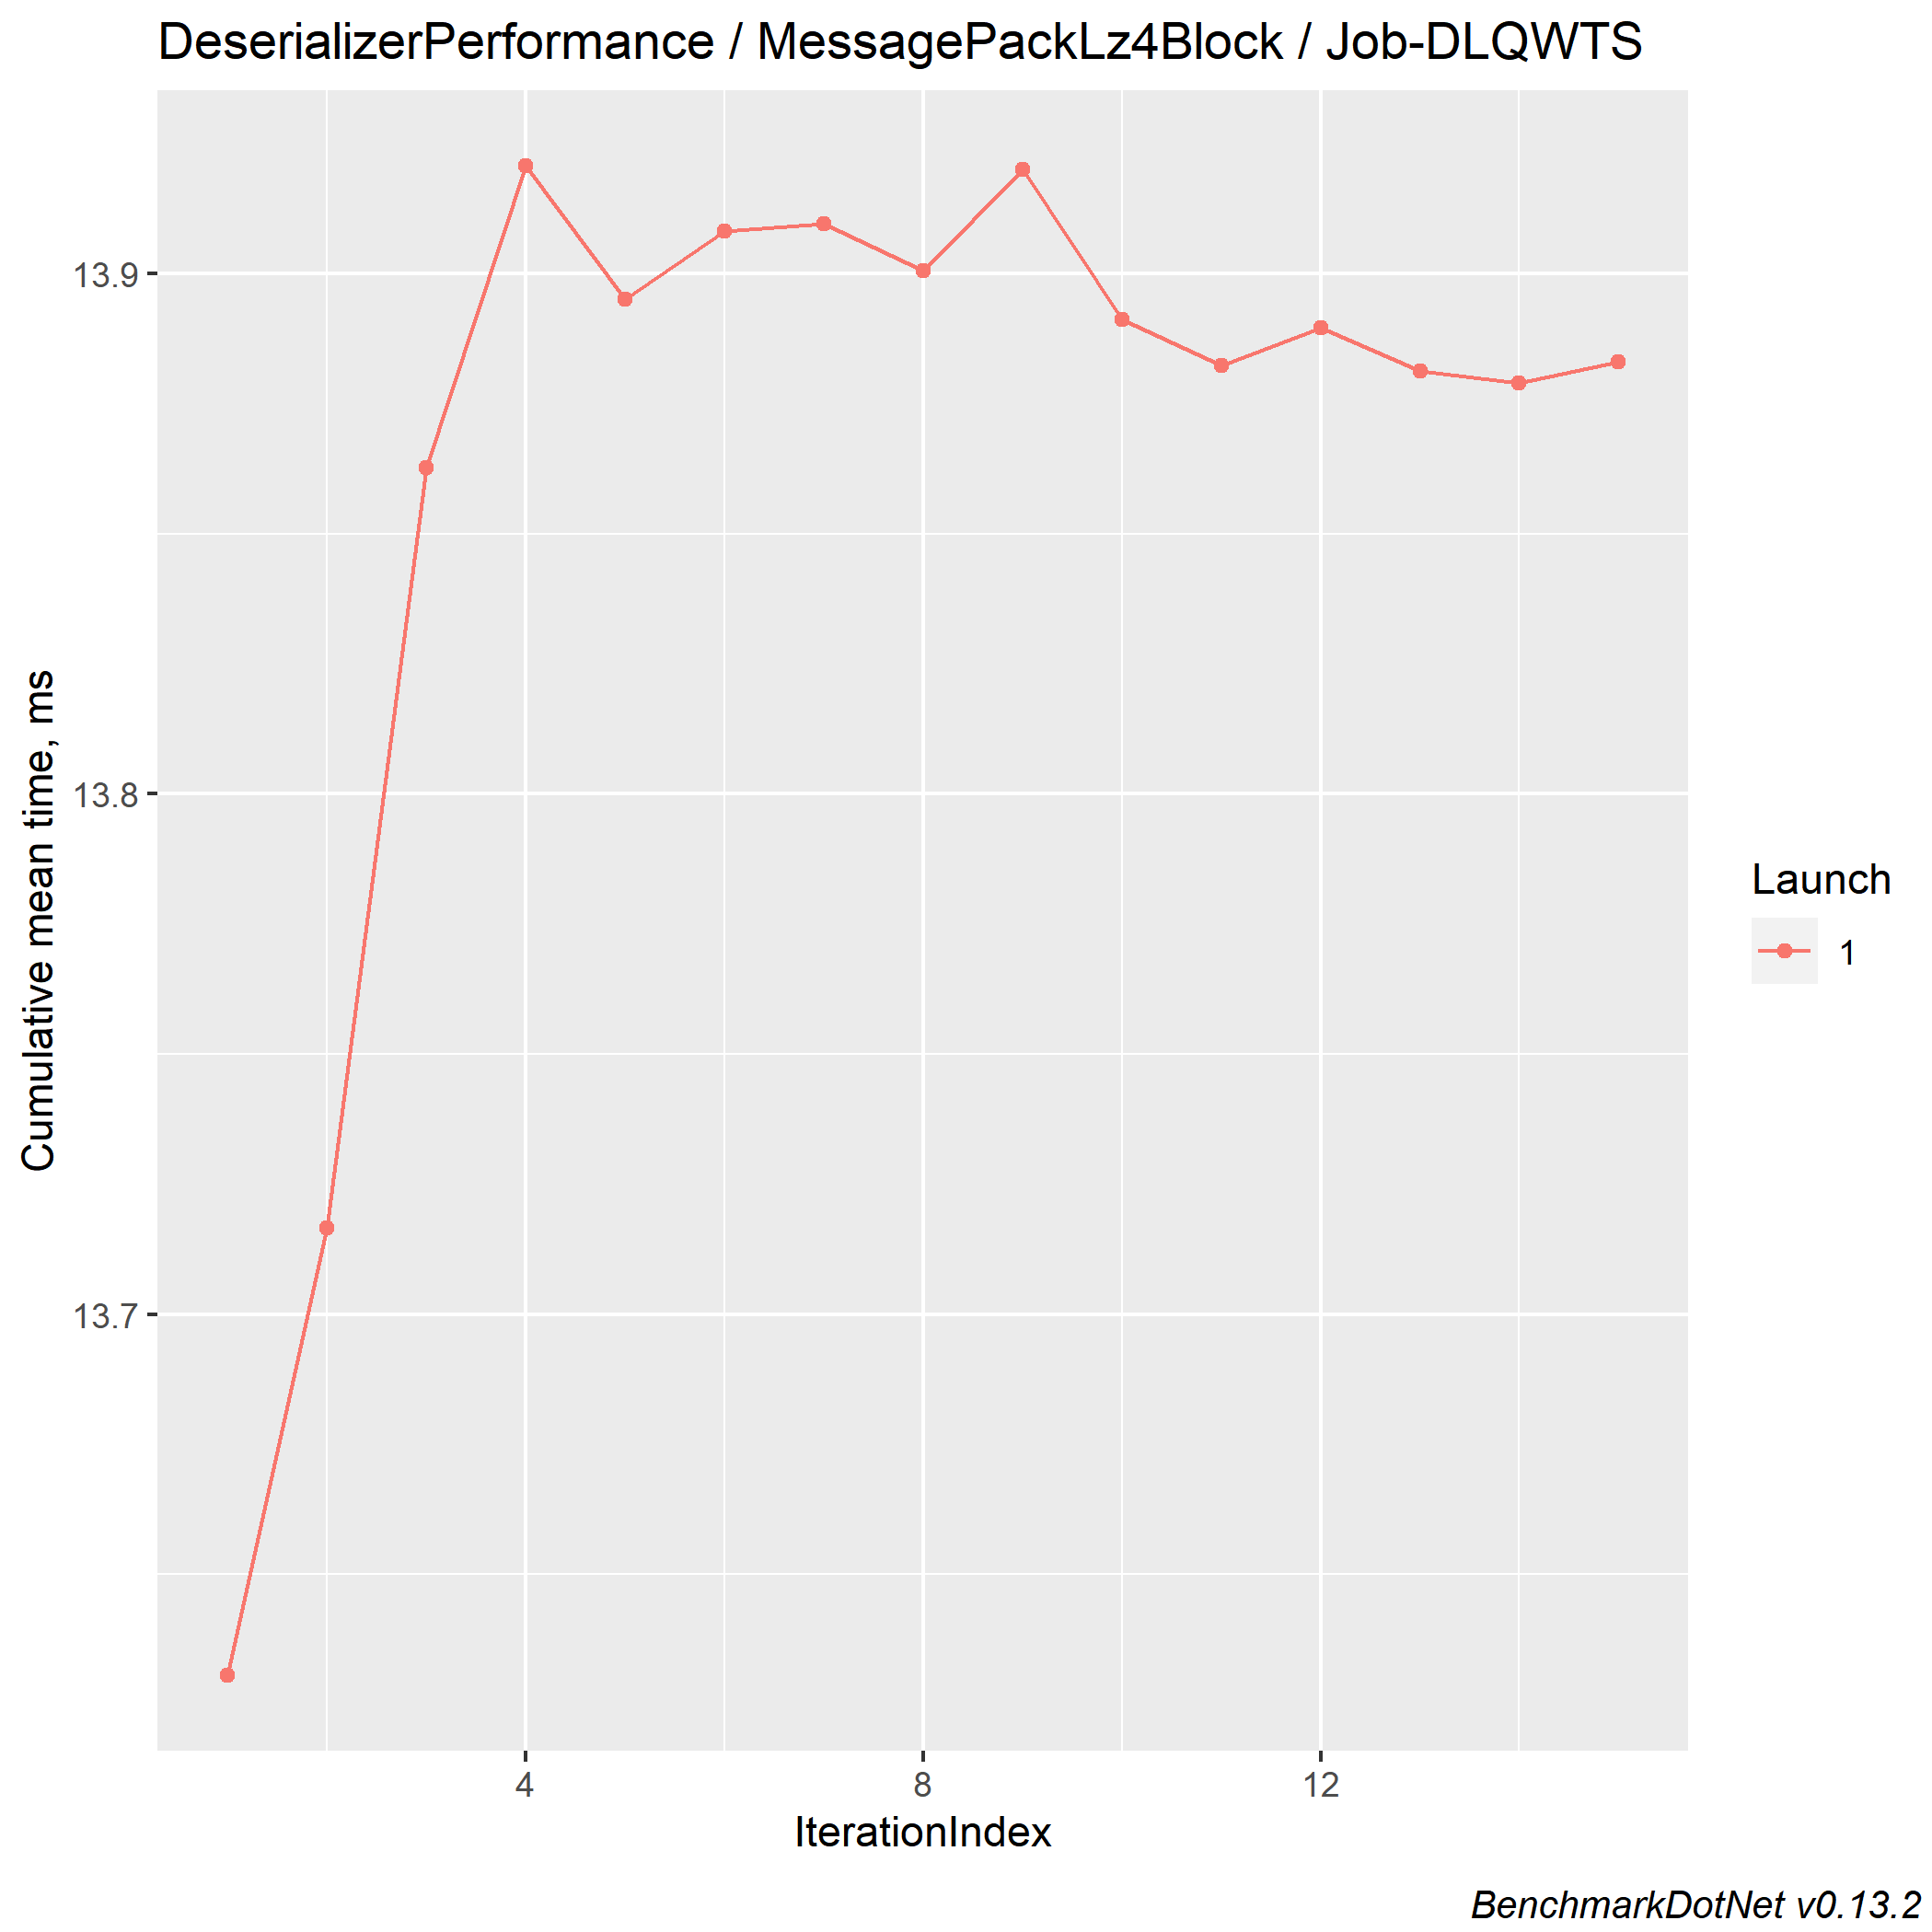 DeserializerPerformance / MessagePackLz4Block / Job-DLQWTS
Cumulative mean time, ms
13.9
13.8
13.7
4
8
12
IterationIndex
Launch
1
BenchmarkDotNet v0.13.2